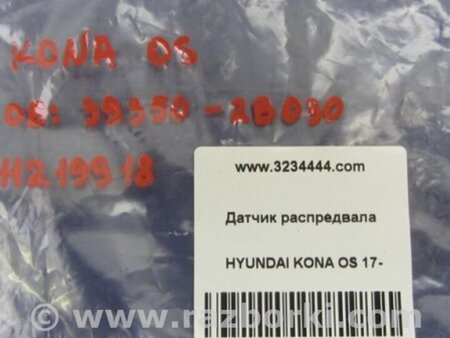 KONA OS
OE: 39350-2B030
H219918
www.3234444.com
Датчик распредвала
HYUNDAI KONA OS 17-
© www.razborki.com